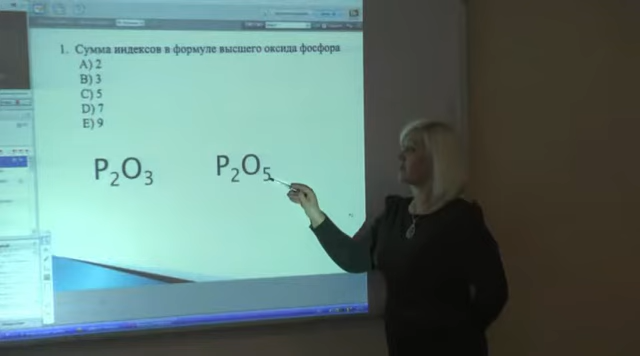 1. Сумма индексов в формуле высшего оксида фосфора
A) 2
B) 3
C) 5
D) 7
E) 9
P₂O₃ P₂O₅